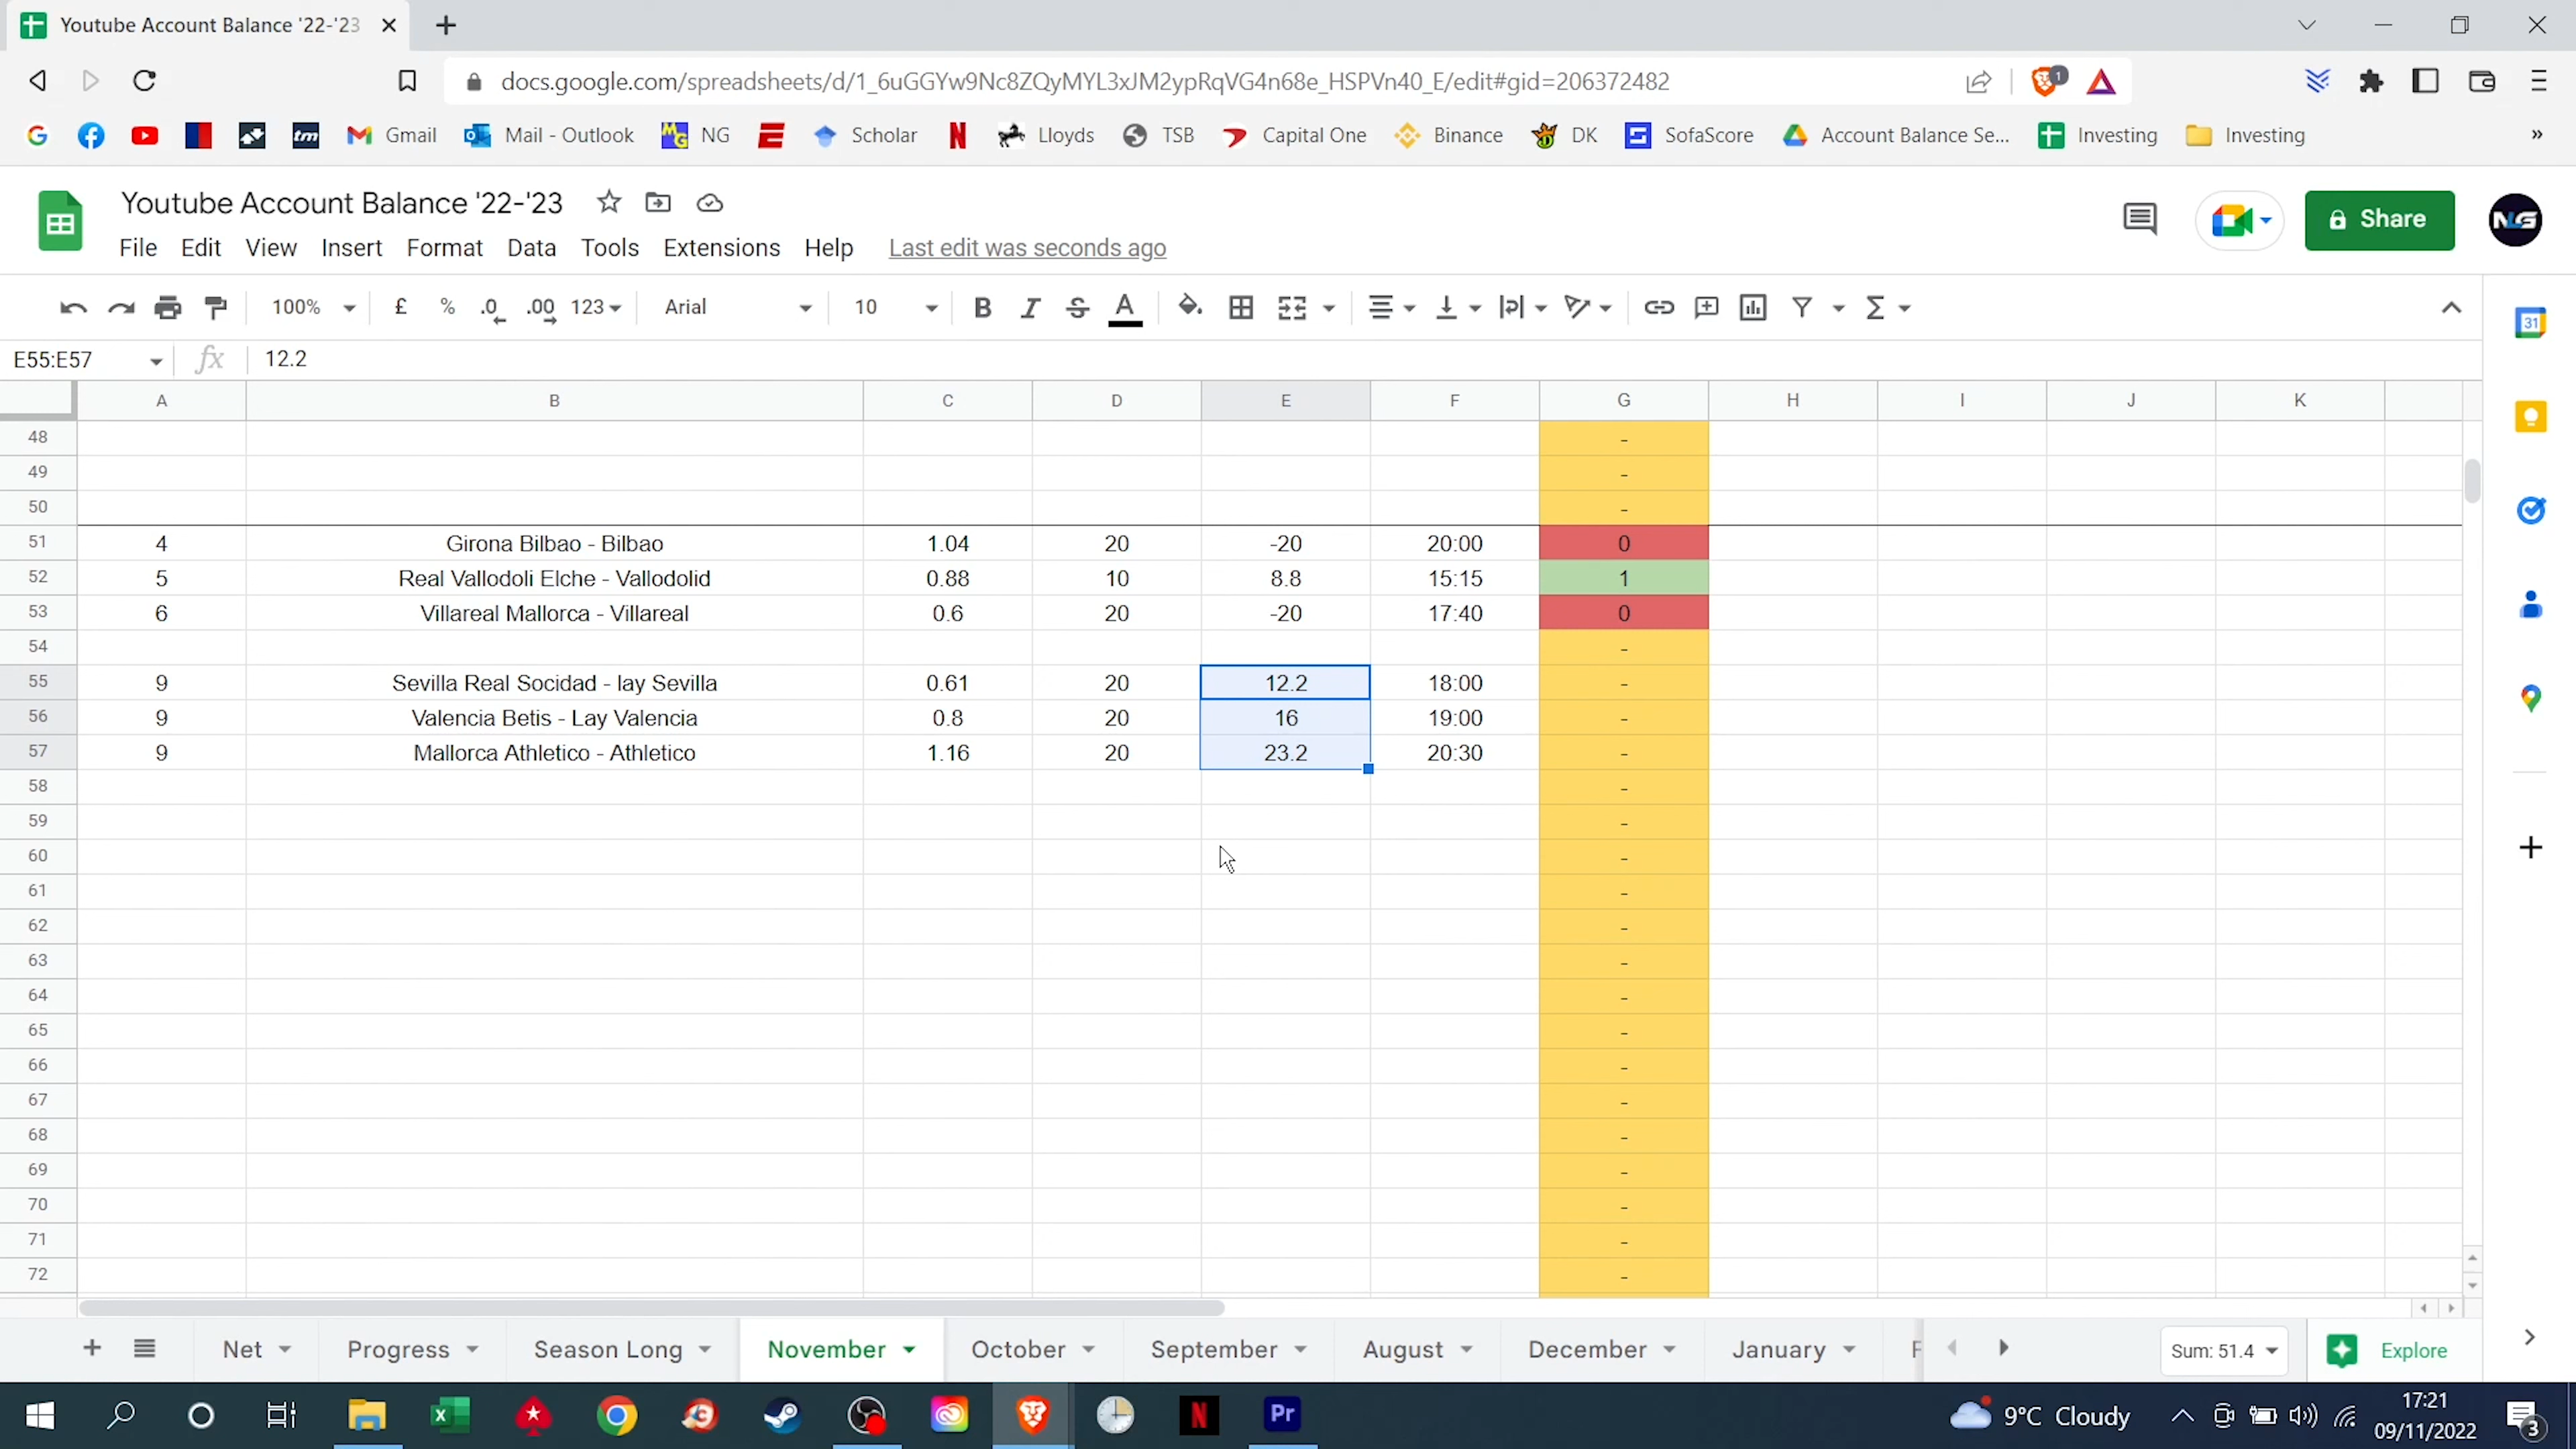 Youtube Account Balance '22-'23
docs.google.com/spreadsheets/d/1_6uGGYw9Nc8ZQyMYL3xJM2ypRqVG4n68e_HSPVn40_E/edit#gid=206372482
1
G tm Gmail Mail - Outlook NG E Scholar N Lloyds TSB Capital One Binance DK SofaScore Account Balance Se... Investing Investing »
Youtube Account Balance '22-'23
Share
NLG
File Edit View Insert Format Data Tools Extensions Help Last edit was seconds ago
100% £ % .0 .00 123 Arial 10 B I S A Σ
31
E55:E57 fx 12.2
A B C D E F G H I J K
48 -
49 -
50 -
51 4 Girona Bilbao - Bilbao 1.04 20 -20 20:00 0
52 5 Real Vallodoli Elche - Vallodolid 0.88 10 8.8 15:15 1
53 6 Villareal Mallorca - Villareal 0.6 20 -20 17:40 0
54 -
55 9 Sevilla Real Socidad - lay Sevilla 0.61 20 12.2 18:00 -
56 9 Valencia Betis - Lay Valencia 0.8 20 16 19:00 -
57 9 Mallorca Athletico - Athletico 1.16 20 23.2 20:30 -
58 -
59 -
60 -
61 -
62 -
63 -
64 -
65 -
66 -
67 -
68 -
69 -
70 -
71 -
72 -
Net Progress Season Long November October September August December January F Sum: 51.4 Explore
N Pr 9°C Cloudy 17:21
09/11/2022 3